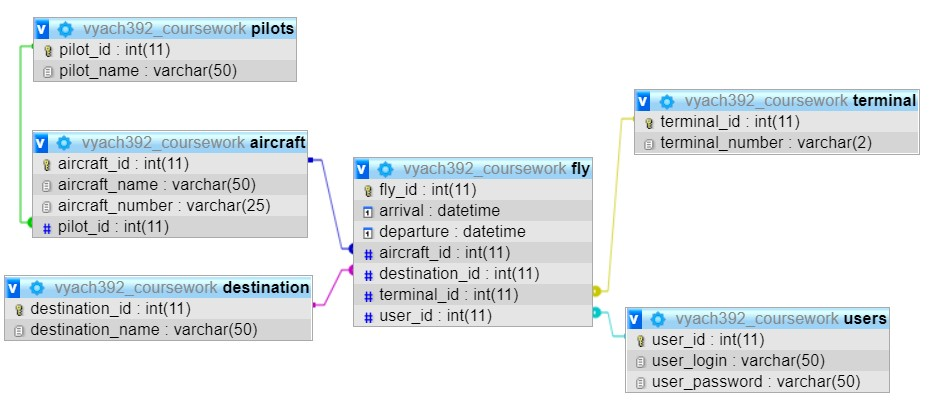 vyach392_coursework pilots
pilot_id : int(11)
pilot_name : varchar(50)
vyach392_coursework aircraft
aircraft_id : int(11)
aircraft_name : varchar(50)
aircraft_number : varchar(25)
pilot_id : int(11)
vyach392_coursework destination
destination_id : int(11)
destination_name : varchar(50)
vyach392_coursework fly
fly_id : int(11)
arrival : datetime
departure : datetime
aircraft_id : int(11)
destination_id : int(11)
terminal_id : int(11)
user_id : int(11)
vyach392_coursework terminal
terminal_id : int(11)
terminal_number : varchar(2)
vyach392_coursework users
user_id : int(11)
user_login : varchar(50)
user_password : varchar(50)